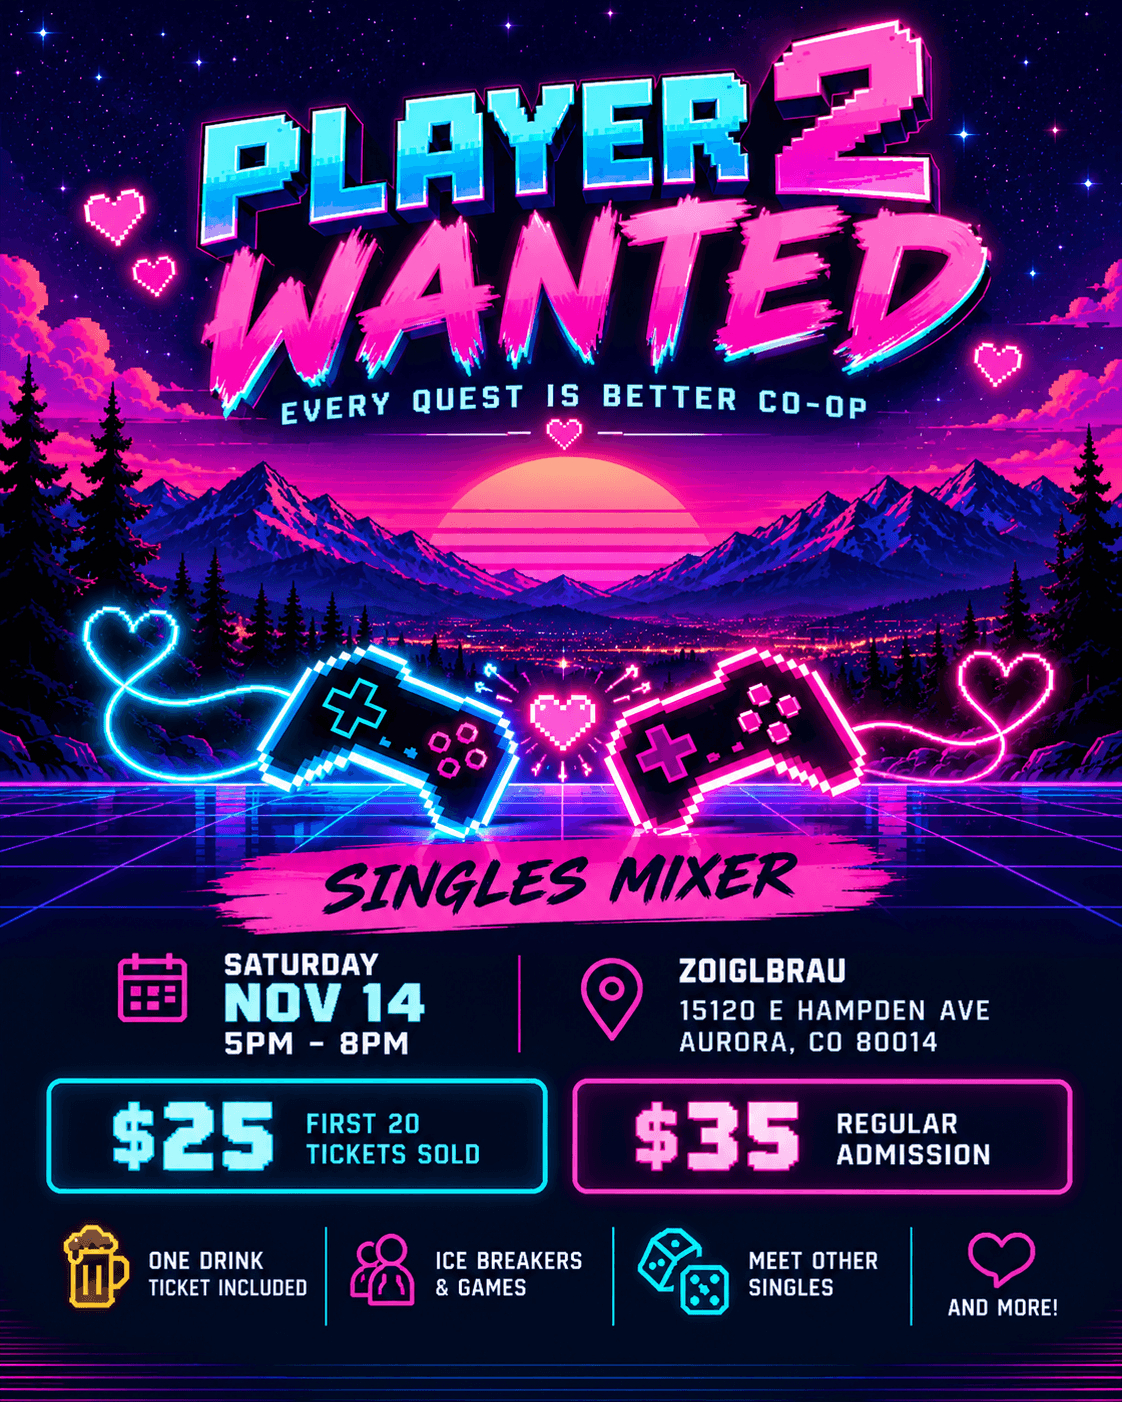 PLAYER 2
WANTED
EVERY QUEST IS BETTER CO-OP
SINGLES MIXER
SATURDAY
NOV 14
5PM - 8PM
ZOIGLBRAU
15120 E HAMPDEN AVE
AURORA, CO 80014
$25
FIRST 20
TICKETS SOLD
$35
REGULAR
ADMISSION
ONE DRINK
TICKET INCLUDED
ICE BREAKERS
& GAMES
MEET OTHER
SINGLES
AND MORE!